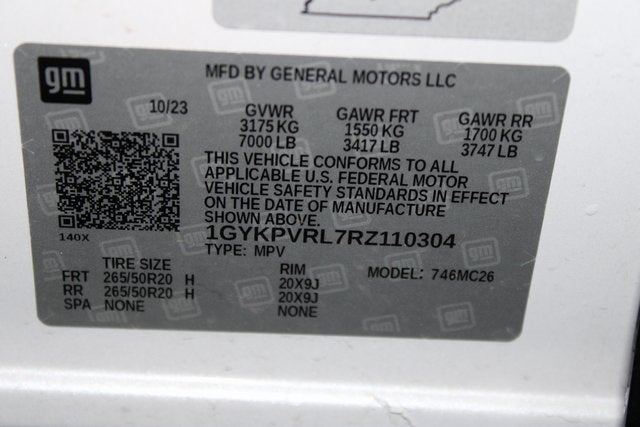 gm
MFD BY GENERAL MOTORS LLC
10/23
GVWR
3175 KG
7000 LB
GAWR FRT
1550 KG
3417 LB
GAWR RR
1700 KG
3747 LB
THIS VEHICLE CONFORMS TO ALL
APPLICABLE U.S. FEDERAL MOTOR
VEHICLE SAFETY STANDARDS IN EFFECT
ON THE DATE OF MANUFACTURE
SHOWN ABOVE.
140X
1GYKPVRL7RZ110304
TYPE: MPV
TIRE SIZE
FRT 265/50R20 H
RR 265/50R20 H
SPA NONE
RIM
20X9J
20X9J
NONE
MODEL: 746MC26